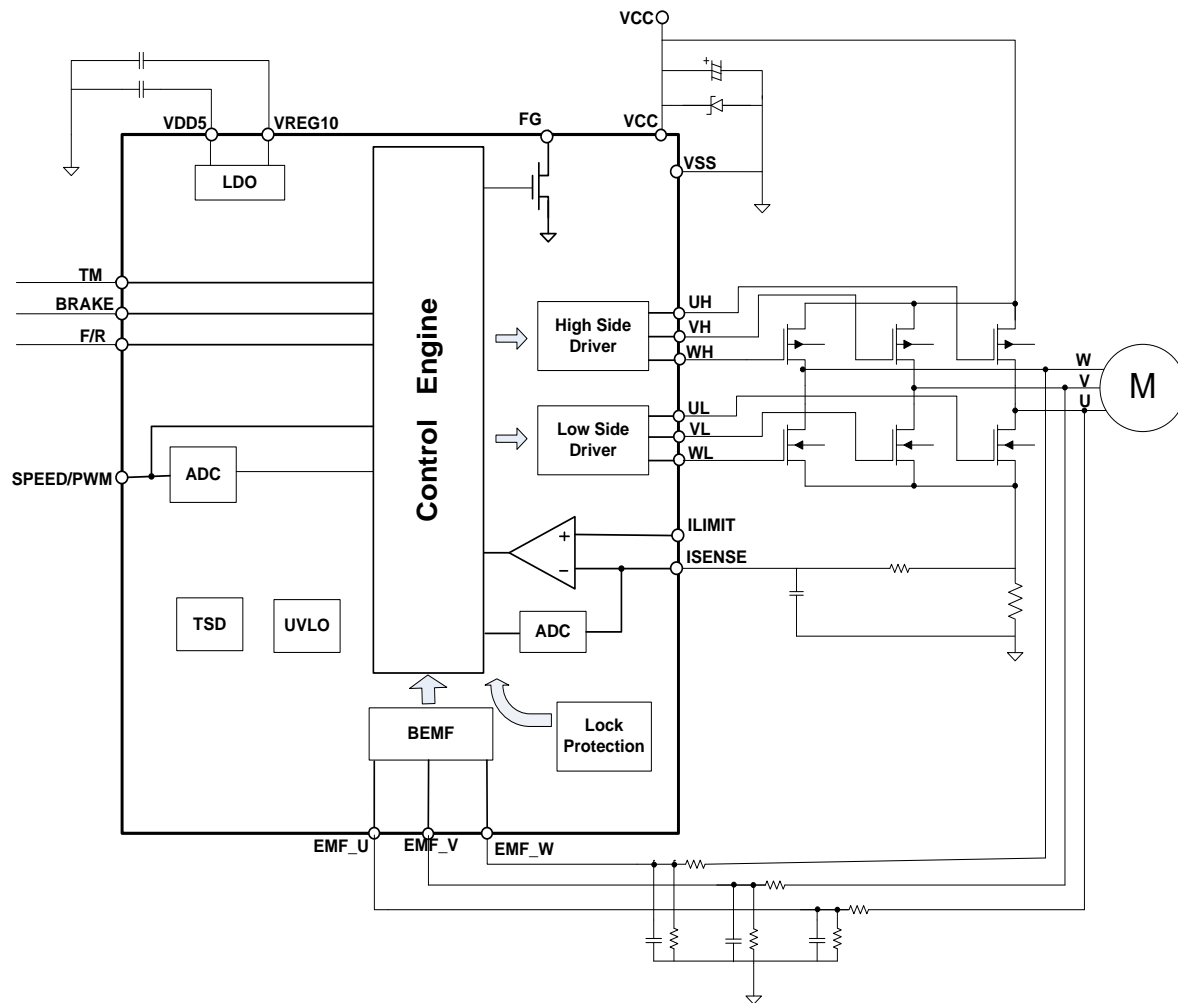 VCC
VDD5
VREG10
FG
VCC
LDO
VSS
TM
BRAKE
F/R
Control Engine
High Side
Driver
UH
VH
WH
W
V
U
M
Low Side
Driver
UL
VL
WL
SPEED/PWM
ADC
+
ILIMIT
−
ISENSE
TSD
UVLO
ADC
BEMF
Lock
Protection
EMF_U
EMF_V
EMF_W
+